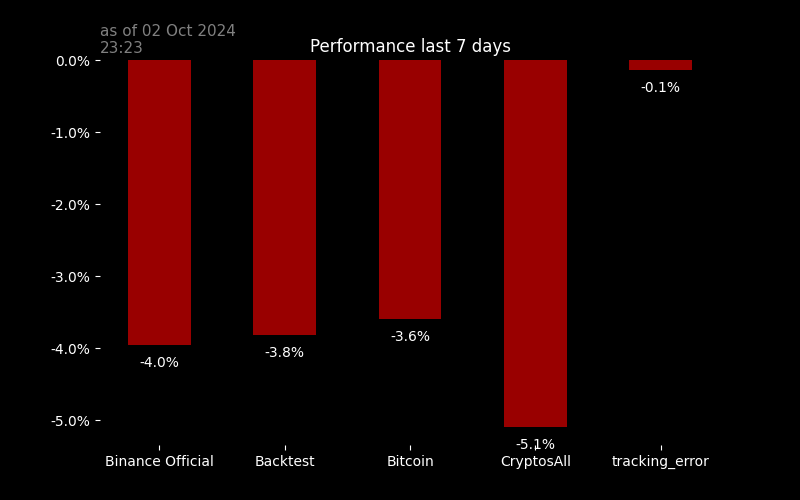 as of 02 Oct 2024
23:23
Performance last 7 days
0.0%
-1.0%
-2.0%
-3.0%
-4.0%
-5.0%
-4.0%
-3.8%
-3.6%
-5.1%
-0.1%
Binance Official
Backtest
Bitcoin
CryptosAll
tracking_error